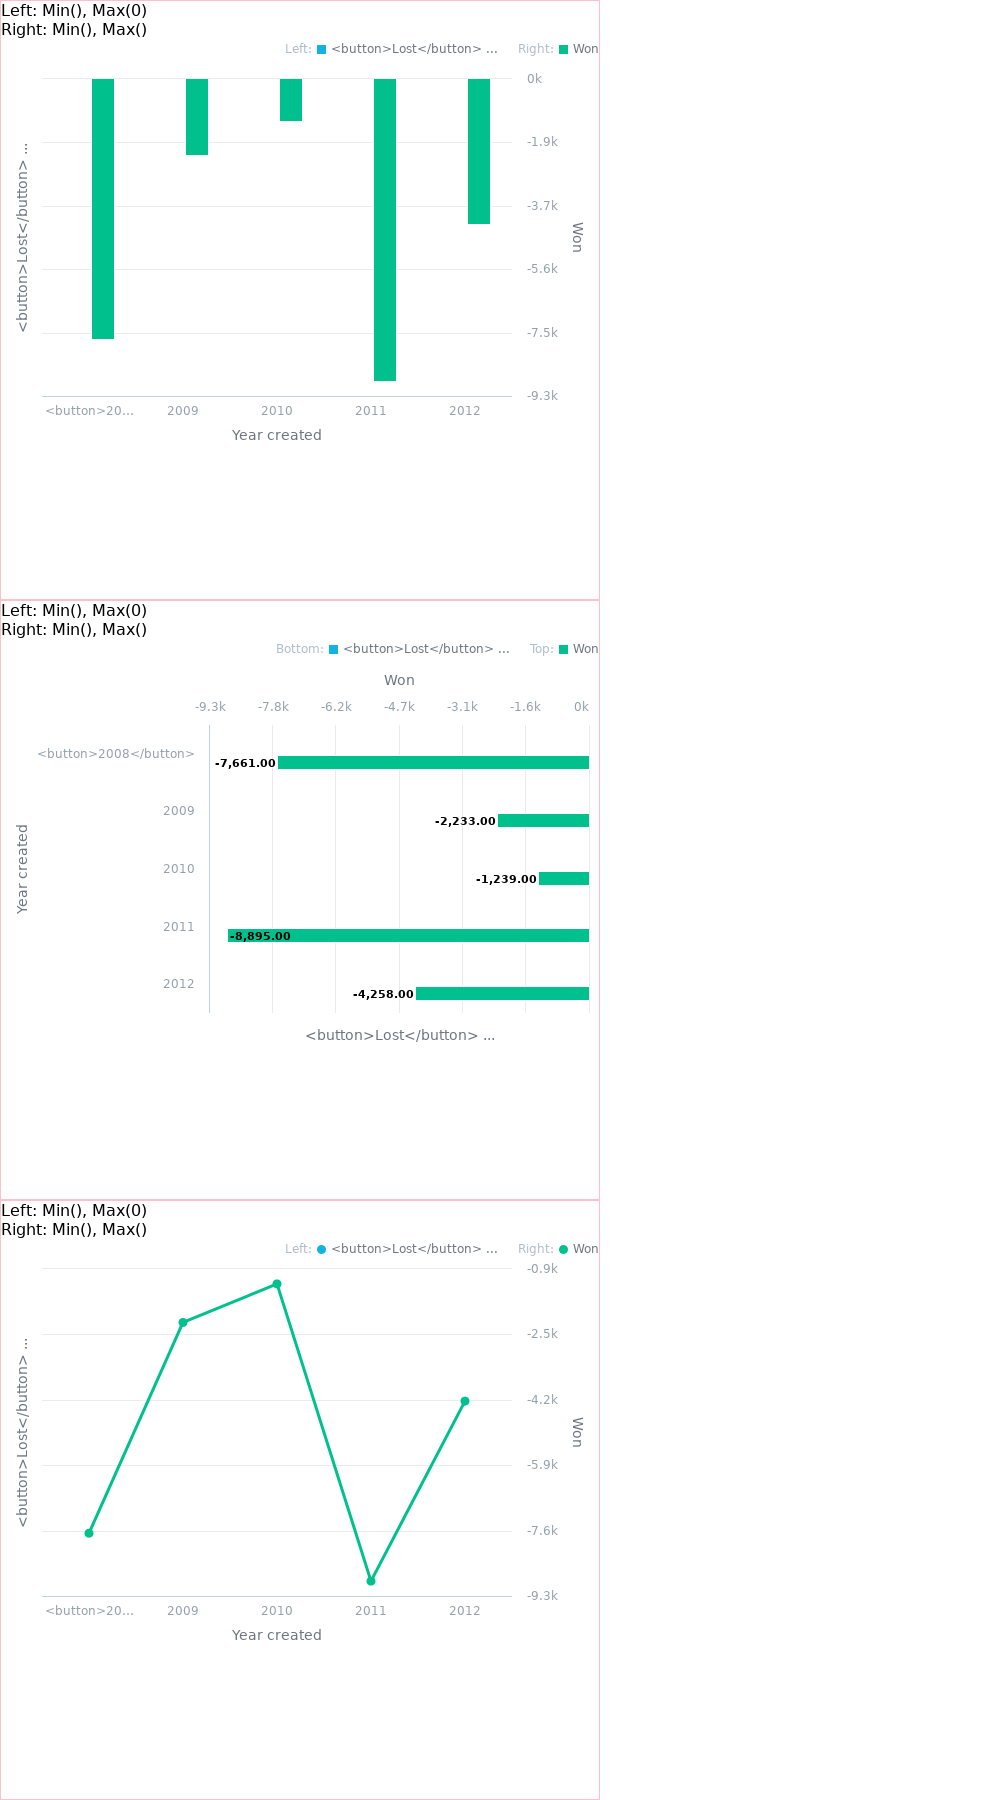 Left: Min(), Max(0)
Right: Min(), Max()
Left: <button>Lost</button> ... Right: Won
0k
-1.9k
-3.7k
-5.6k
-7.5k
-9.3k
<button>Lost</button> ...
Won
<button>20... 2009 2010 2011 2012
Year created
Left: Min(), Max(0)
Right: Min(), Max()
Bottom: <button>Lost</button> ... Top: Won
Won
-9.3k -7.8k -6.2k -4.7k -3.1k -1.6k 0k
<button>2008</button> -7,661.00
2009 -2,233.00
2010 -1,239.00
2011 -8,895.00
2012 -4,258.00
Year created
<button>Lost</button> ...
Left: Min(), Max(0)
Right: Min(), Max()
Left: <button>Lost</button> ... Right: Won
-0.9k
-2.5k
-4.2k
-5.9k
-7.6k
-9.3k
<button>Lost</button> ...
Won
<button>20... 2009 2010 2011 2012
Year created